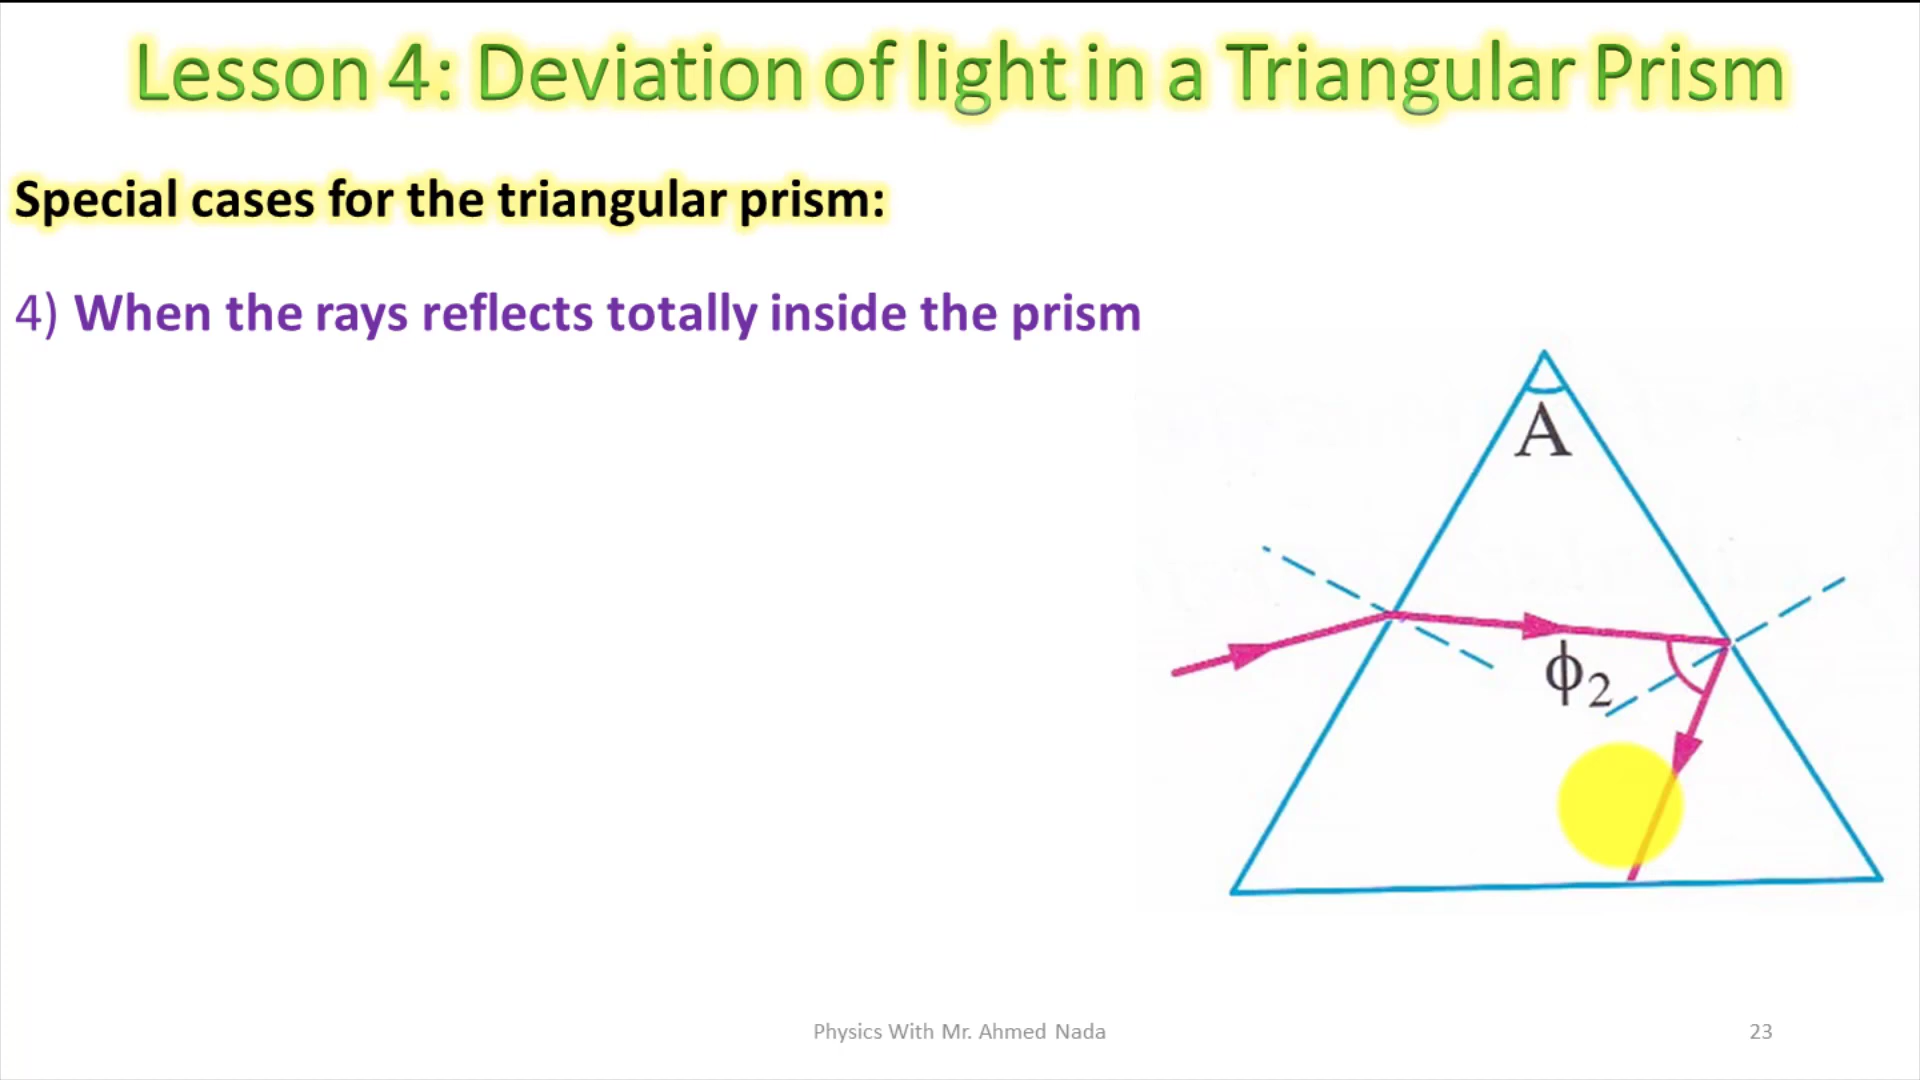 Lesson 4: Deviation of light in a Triangular Prism
Special cases for the triangular prism:
4) When the rays reflects totally inside the prism
A
ϕ₂
Physics With Mr. Ahmed Nada
23